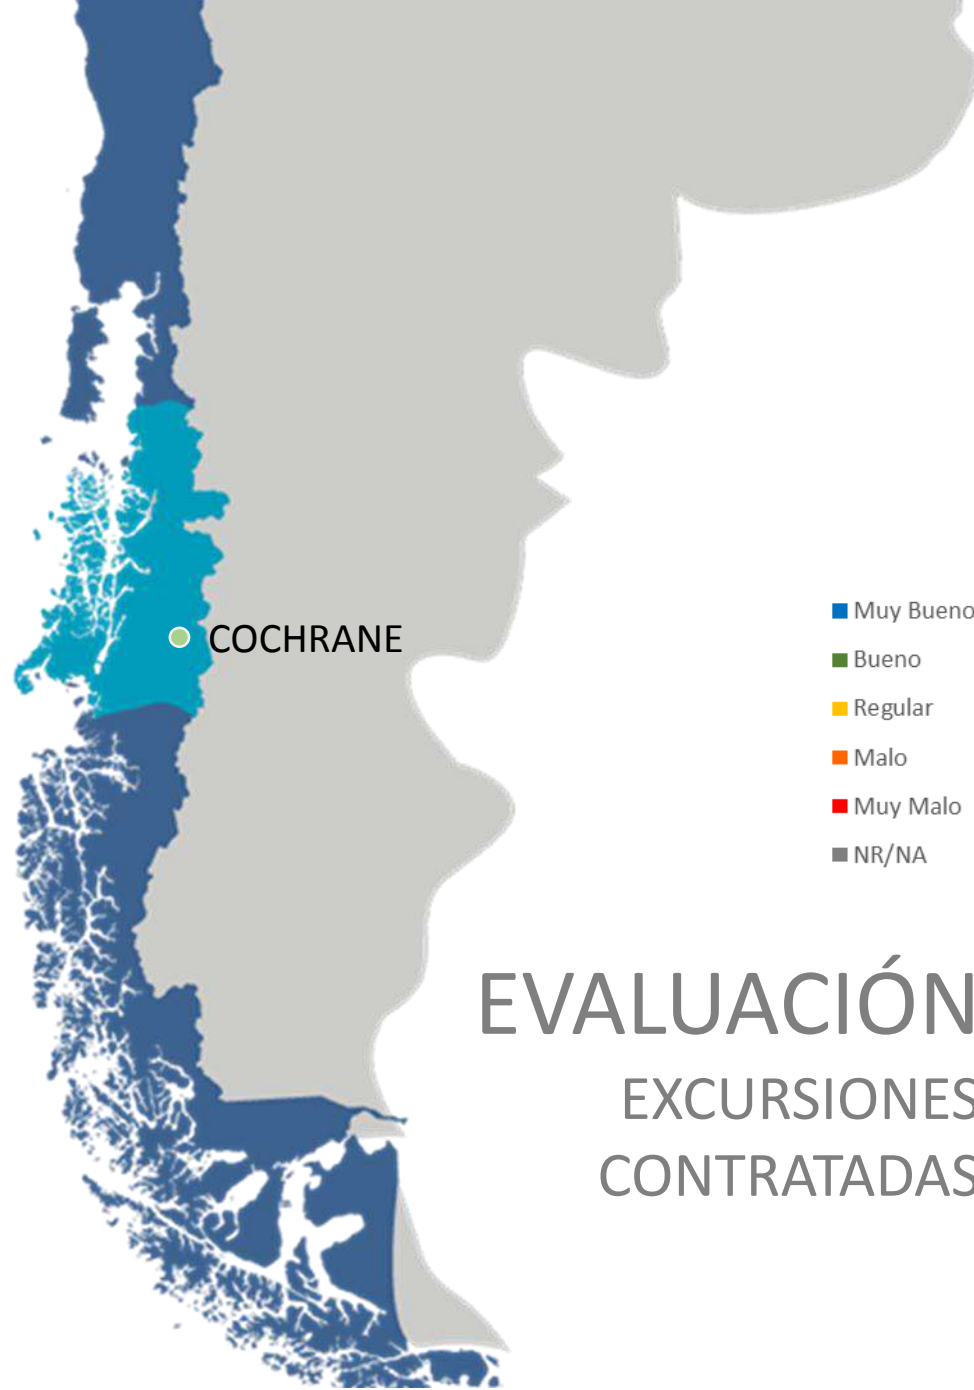 COCHRANE
Muy Bueno
Bueno
Regular
Malo
Muy Malo
NR/NA
EVALUACIÓN
EXCURSIONES
CONTRATADAS